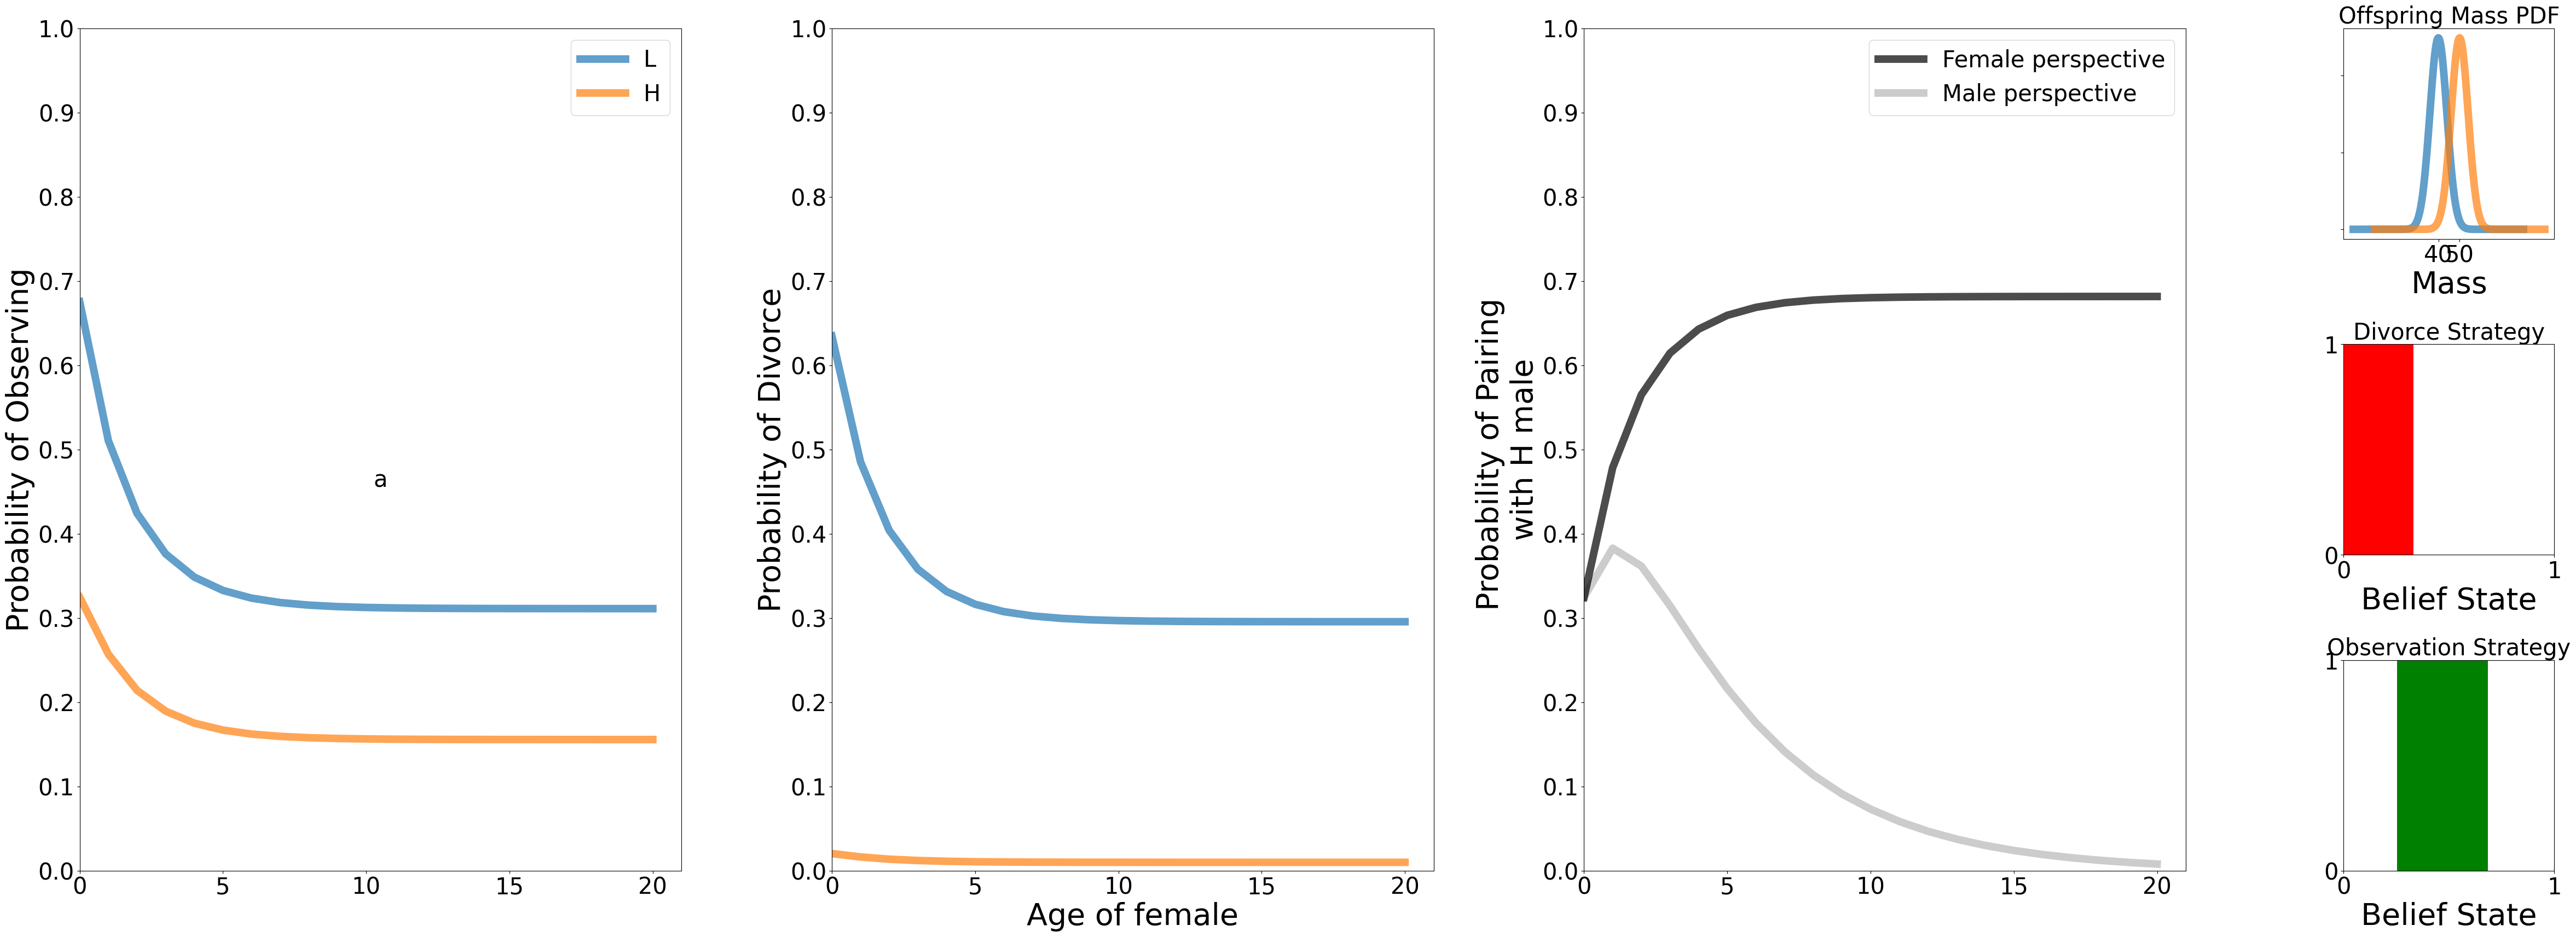 Probability of Observing
1.0
0.9
0.8
0.7
0.6
0.5
0.4
0.3
0.2
0.1
0.0
0 5 10 15 20
L
H
a
Probability of Divorce
1.0
0.9
0.8
0.7
0.6
0.5
0.4
0.3
0.2
0.1
0.0
0 5 10 15 20
Age of female
Probability of Pairing
with H male
1.0
0.9
0.8
0.7
0.6
0.5
0.4
0.3
0.2
0.1
0.0
0 5 10 15 20
Female perspective
Male perspective
Offspring Mass PDF
40 50
Mass
Divorce Strategy
1
0
0 1
Belief State
Observation Strategy
1
0
0 1
Belief State